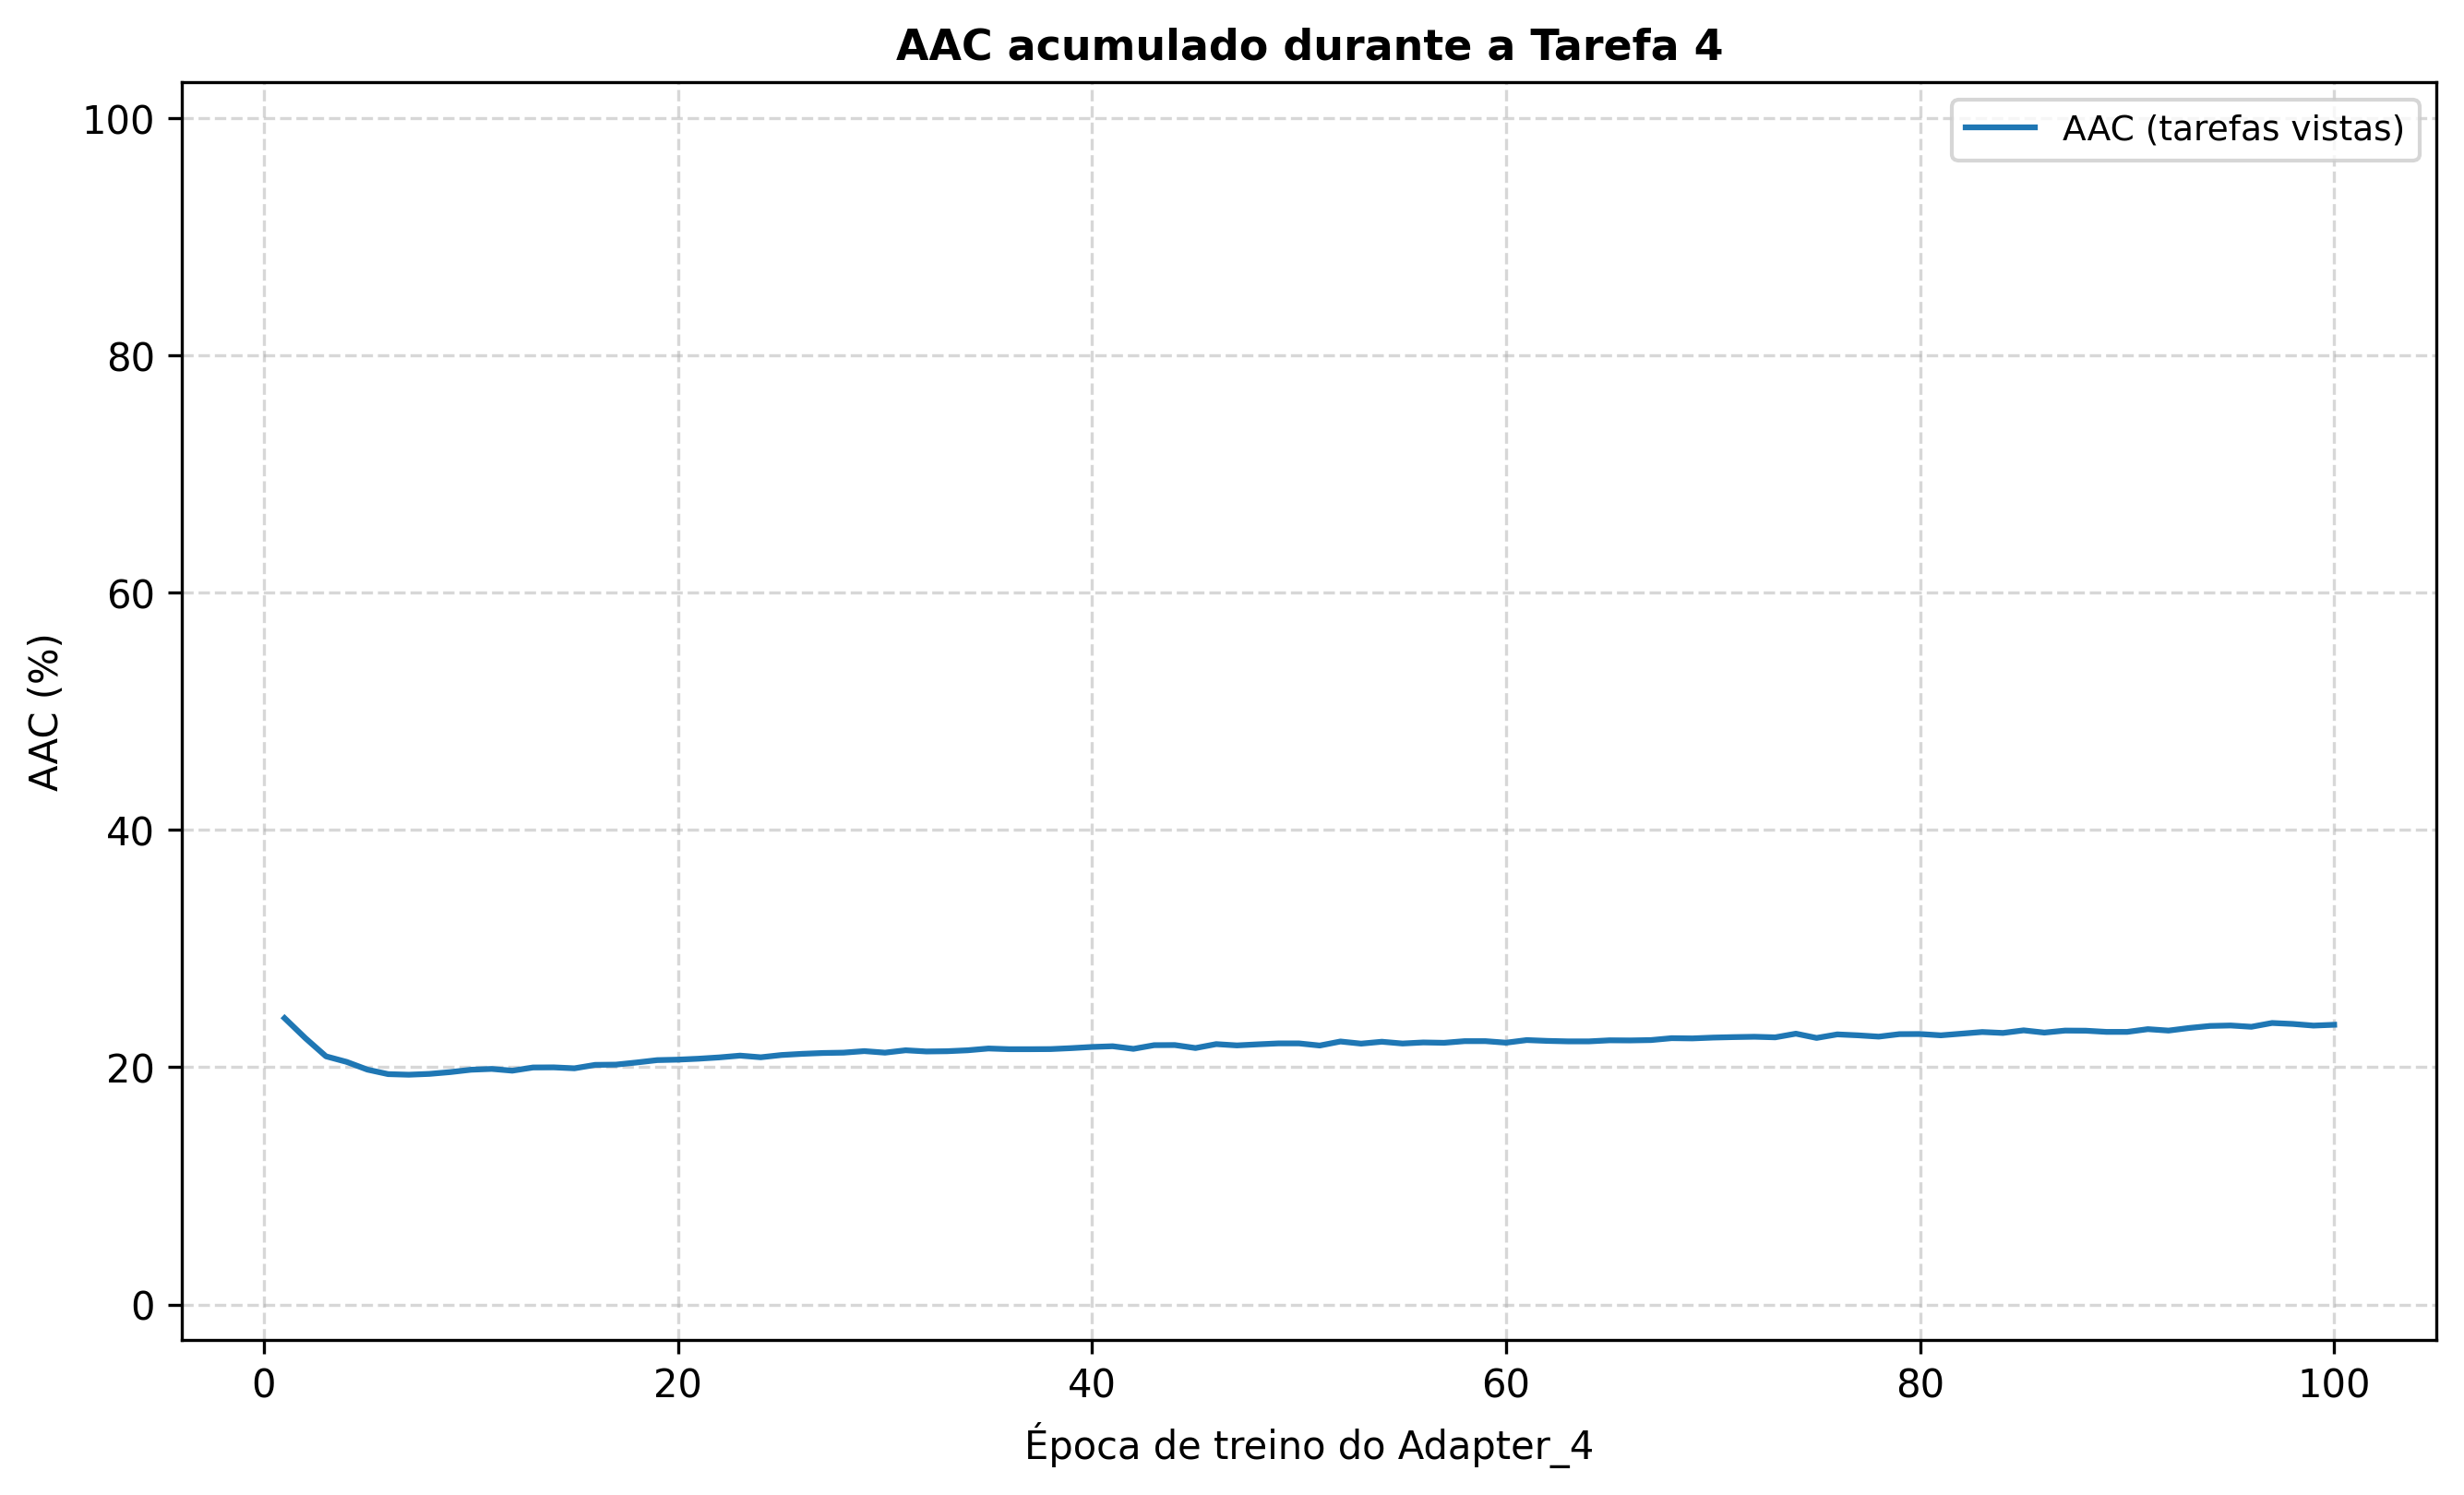 AAC acumulado durante a Tarefa 4
AAC (tarefas vistas)
AAC (%)
100
80
60
40
20
0
0 20 40 60 80 100
Época de treino do Adapter_4